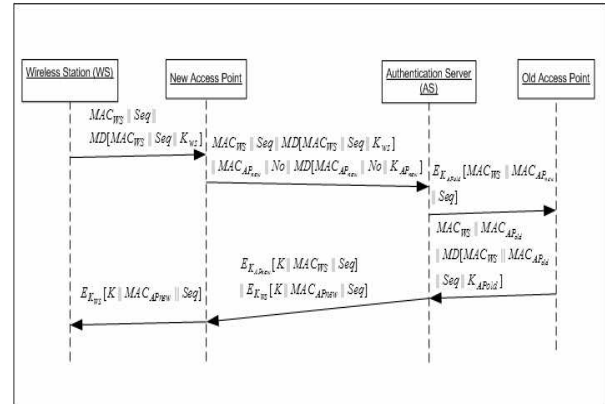 Wireless Station (WS)
New Access Point
Authentication Server
(AS)
Old Access Point
MAC_WS || Seq ||
MD[MAC_WS || Seq || K_WS]
MAC_WS || Seq || MD[MAC_WS || Seq || K_WS]
|| MAC_APnew || No || MD[MAC_APnew || No || K_APnew]
E_KAPold[MAC_WS || MAC_APnew
|| Seq]
MAC_WS || MAC_APold
|| MD[MAC_WS || MAC_APold
|| Seq || K_APold]
E_KAPnew[K || MAC_WS || Seq]
|| E_KWS[K || MAC_APnew || Seq]
E_KWS[K || MAC_APnew || Seq]